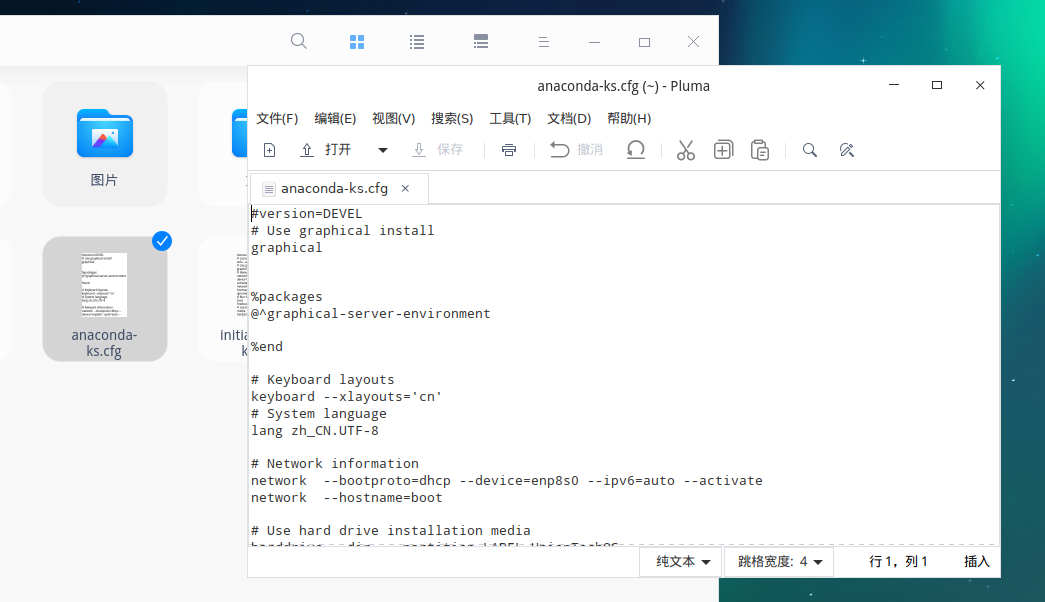 anaconda-ks.cfg (~) - Pluma
文件(F) 编辑(E) 视图(V) 搜索(S) 工具(T) 文档(D) 帮助(H)
打开 保存 撤消
图片
anaconda-ks.cfg
#version=DEVEL
# Use graphical install
graphical
%packages
@^graphical-server-environment
%end
# Keyboard layouts
keyboard --xlayouts='cn'
# System language
lang zh_CN.UTF-8
# Network information
network  --bootproto=dhcp --device=enp8s0 --ipv6=auto --activate
network  --hostname=boot
# Use hard drive installation media
anaconda-
ks.cfg
纯文本 跳格宽度: 4 行 1，列 1 插入